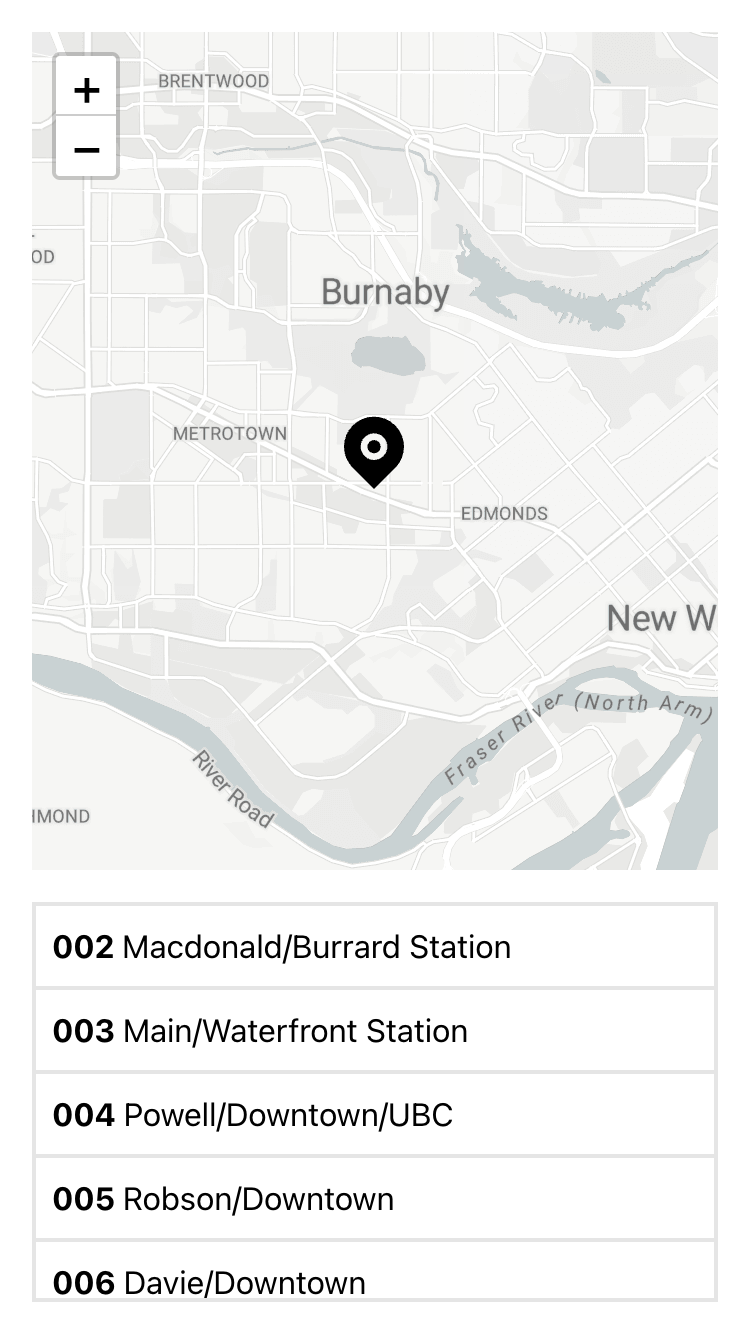 +
BRENTWOOD
−
OD
Burnaby
METROTOWN
EDMONDS
New W
Fraser River (North Arm)
River Road
HMOND
002 Macdonald/Burrard Station
003 Main/Waterfront Station
004 Powell/Downtown/UBC
005 Robson/Downtown
006 Davie/Downtown